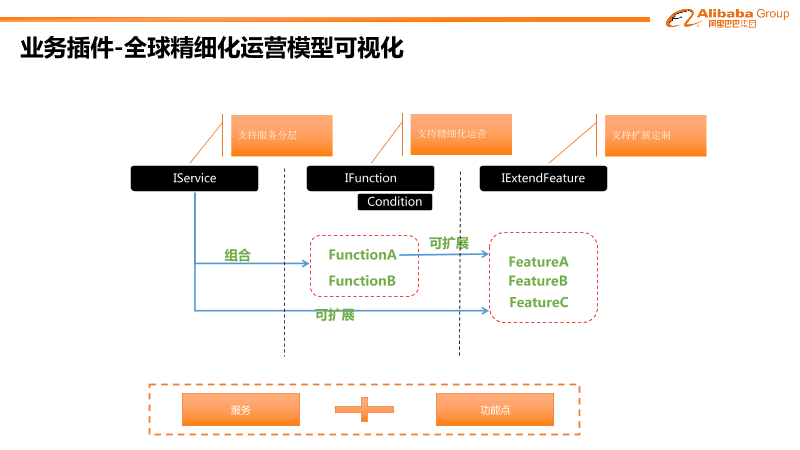 Alibaba Group
阿里巴巴集团
业务插件-全球精细化运营模型可视化
支持服务分层
支持精细化运营
支持扩展定制
IService
IFunction
IExtendFeature
Condition
组合
FunctionA
FunctionB
可扩展
FeatureA
FeatureB
FeatureC
可扩展
服务
功能点